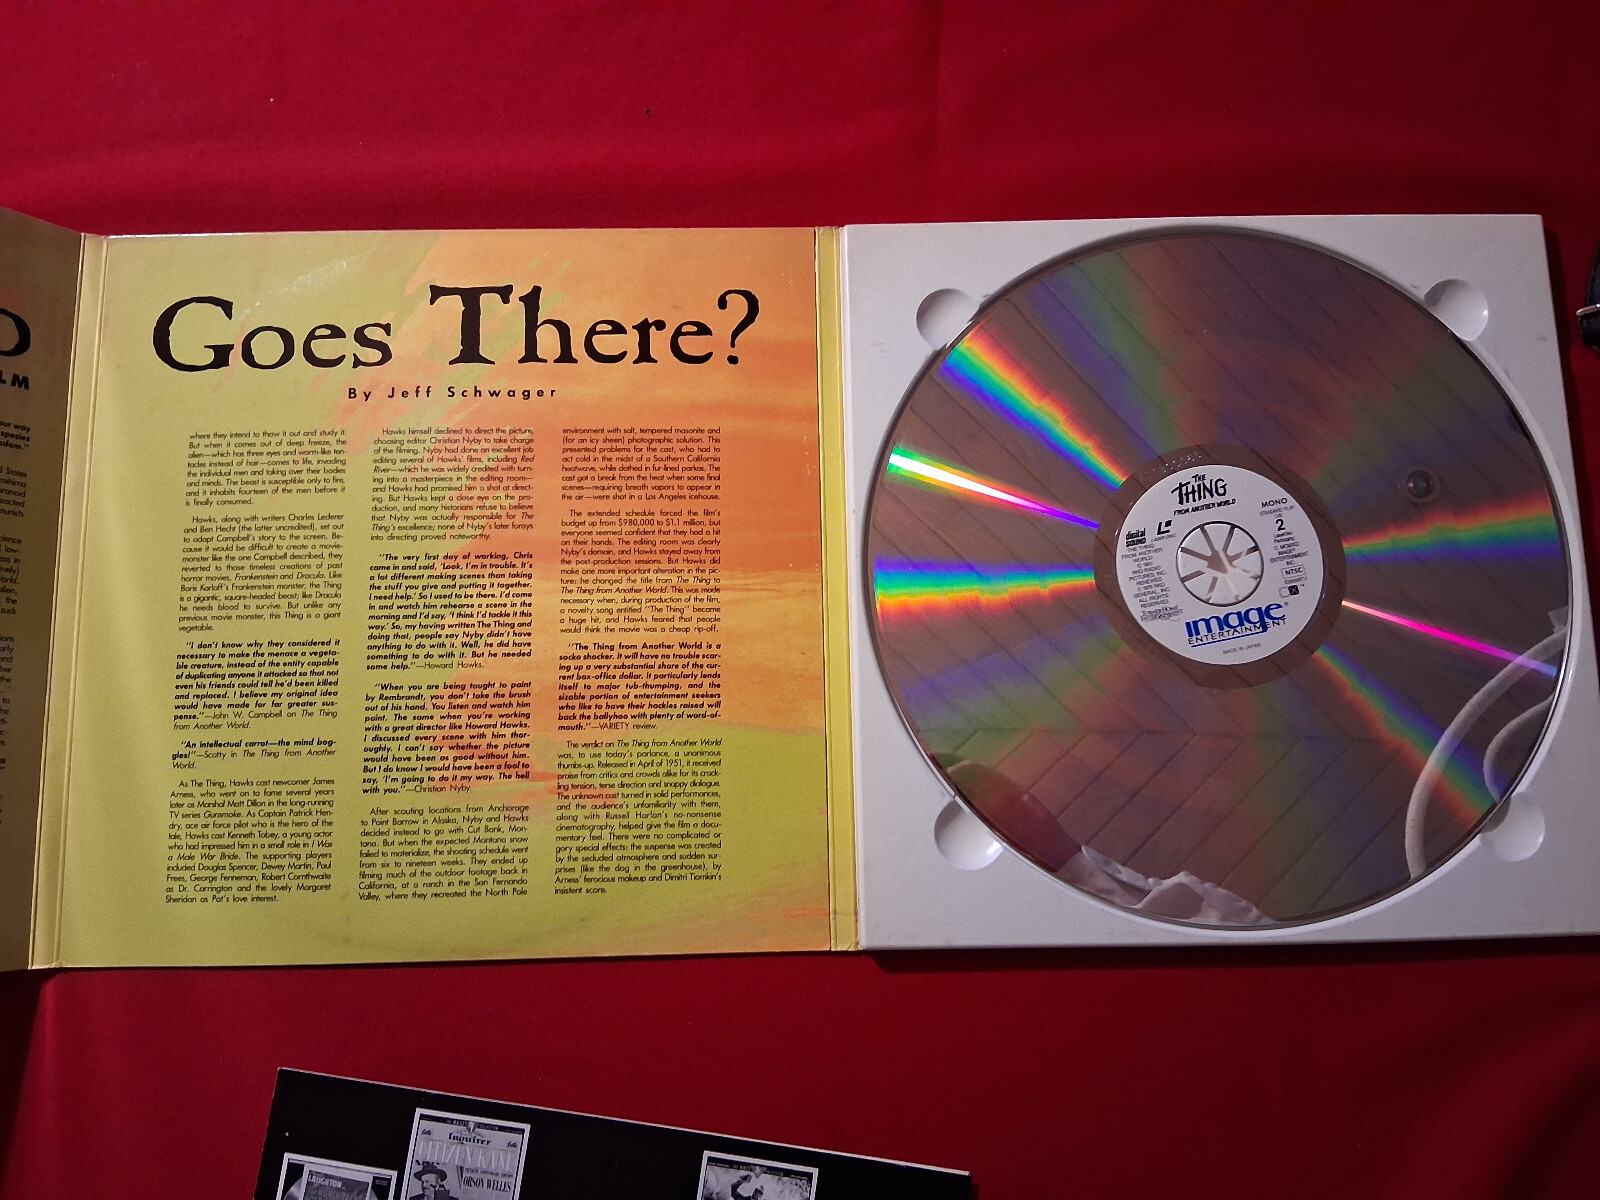 Goes There?
By Jeff Schwager
where they intend to thaw it out and study it.
But when it comes out of deep freeze, the
alien—which has three eyes and worm-like ten-
tacles instead of hair—comes to life, invading
the individual men and taking over their bodies
and minds. The beast is susceptible only to fire,
and it inhabits fourteen of the men before it
is finally consumed.
Hawks, along with writers Charles Lederer
and Ben Hecht (the latter uncredited), set out
to adapt Campbell's story to the screen. Be-
cause it would be difficult to create a movie-
monster like the one Campbell described, they
reverted to those timeless creations of past
horror movies, Frankenstein and Dracula. Like
Boris Karloff's Frankenstein monster, the Thing
is a gigantic, square-headed beast; like Dracula
he needs blood to survive. But unlike any
previous movie monster, this Thing is a giant
vegetable.
"I don't know why they considered it
necessary to make the menace a vegeta-
ble creature, instead of the entity capable
of duplicating anyone it attacked so that not
even his friends could tell he'd been killed
and replaced. I believe my original idea
would have made for far greater sus-
pense."—John W. Campbell on The Thing
from Another World.
"An intellectual carrot—the mind bog-
gles!"—Scotty in The Thing from Another
World.
As The Thing, Hawks cast newcomer James
Arness, who went on to fame several years
later as Marshal Matt Dillon in the long-running
TV series Gunsmoke. As Captain Patrick Hen-
dry, ace air force pilot who is the hero of the
tale, Hawks cast Kenneth Tobey, a young actor
who had impressed him in a small role in I Was
a Male War Bride. The supporting players
included Douglas Spencer, Dewey Martin, Paul
Frees, George Fenneman, Robert Cornthwaite
as Dr. Carrington and the lovely Margaret
Sheridan as Pat's love interest.
Hawks himself declined to direct the picture,
choosing editor Christian Nyby to take charge
of the filming. Nyby had done an excellent job
editing several of Hawks' films, including Red
River—which he was widely credited with turn-
ing into a masterpiece in the editing room—
and Hawks had promised him a shot at direct-
ing. But Hawks kept a close eye on the pro-
duction, and many historians refuse to believe
that Nyby was actually responsible for The
Thing's excellence; none of Nyby's later forays
into directing proved noteworthy.
"The very first day of working, Chris
came in and said, 'Look, I'm in trouble. It's
a lot different making scenes than taking
the stuff you give and putting it together.
I need help.' So I used to be there. I'd come
in and watch him rehearse a scene in the
morning and I'd say, 'I think I'd tackle it this
way.' So, my having written The Thing and
doing that, people say Nyby didn't have
anything to do with it. Well, he did have
something to do with it. But he needed
some help."—Howard Hawks.
"When you are being taught to paint
by Rembrandt, you don't take the brush
out of his hand. You listen and watch him
paint. The same when you're working
with a great director like Howard Hawks.
I discussed every scene with him thor-
oughly. I can't say whether the picture
would have been as good without him.
But I do know I would have been a fool to
say, 'I'm going to do it my way. The hell
with you."—Christian Nyby.
After scouting locations from Anchorage
to Point Barrow in Alaska, Nyby and Hawks
decided instead to go with Cut Bank, Mon-
tana. But when the expected Montana snow
failed to materialize, the shooting schedule went
from six to nineteen weeks. They ended up
filming much of the outdoor footage back in
California, at a ranch in the San Fernando
Valley, where they recreated the North Pole
environment with salt, tempered masonite and
(for an icy sheen) photographic solution. This
presented problems for the cast, who had to
act cold in the midst of a Southern California
heatwave, while dothed in fur-lined parkas. The
cast got a break from the heat when some final
scenes—requiring breath vapors to appear in
the air—were shot in a Los Angeles icehouse.
The extended schedule forced the film's
budget up from $980,000 to $1.1 million, but
everyone seemed confident that they had a hit
on their hands. The editing room was clearly
Nyby's domain, and Hawks stayed away from
the post-production sessions. But Hawks did
make one more important alteration in the pic-
ture: he changed the title from The Thing to
The Thing from Another World. This was made
necessary when, during production of the film,
a novelty song entitled "The Thing" became
a huge hit, and Hawks feared that people
would think the movie was a cheap rip-off.
"The Thing from Another World is a
socko shocker. It will have no trouble scar-
ing up a very substantial share of the cur-
rent box-office dollar. It particularly lends
itself to major tub-thumping, and the
sizable portion of entertainment seekers
who like to have their hackles raised will
back the ballyhoo with plenty of word-of-
mouth."—VARIETY review.
The verdict on The Thing from Another World
was, to use today's parlance, a unanimous
thumbs-up. Released in April of 1951, it received
praise from critics and crowds alike for its crack-
ling tension, terse direction and snappy dialogue.
The unknown cast turned in solid performances,
and the audience's unfamiliarity with them,
along with Russell Harlan's no-nonsense
cinematography, helped give the film a docu-
mentary feel. There were no complicated or
gory special effects: the suspense was created
by the secluded atmosphere and sudden sur-
prises (like the dog in the greenhouse), by
Arness' ferocious makeup and Dimitri Tiomkin's
insistent score.
THE
THING
FROM ANOTHER WORLD
MONO
STANDARD PLAY
2
digital
SOUND
LASER DISC
THE THING
FROM ANOTHER
WORLD
RKO RADIO
PICTURES, INC.
RENEWED
GENERAL, INC.
ALL RIGHTS
RESERVED.
NTSC
image
ENTERTAINMENT
MADE IN JAPAN
Inquirer
CITIZEN KANE
ORSON WELLES
LAUGHTON